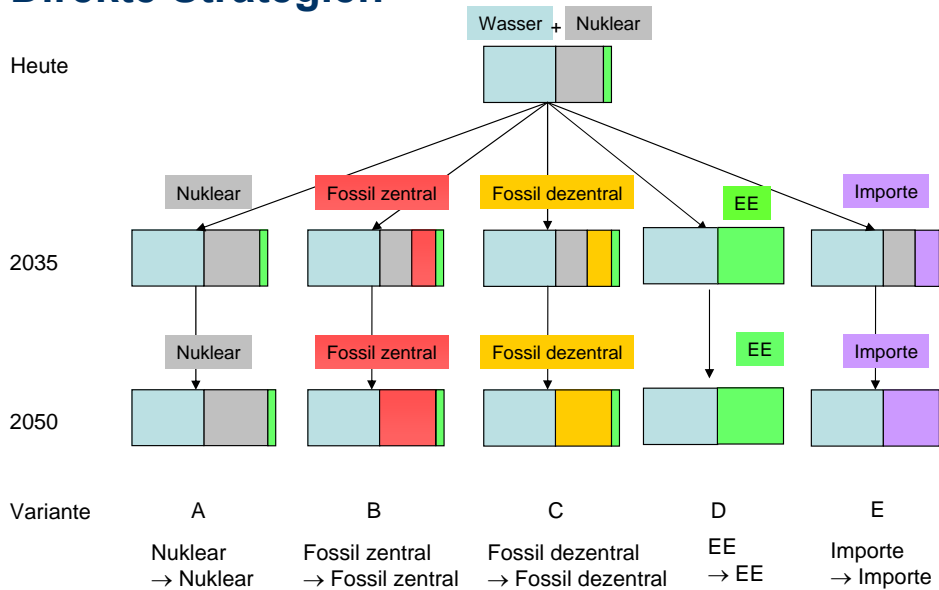 Direkte Strategien
Wasser + Nuklear
Heute
Nuklear Fossil zentral Fossil dezentral EE Importe
2035
Nuklear Fossil zentral Fossil dezentral EE Importe
2050
Variante A B C D E
Nuklear Fossil zentral Fossil dezentral EE Importe
→ Nuklear → Fossil zentral → Fossil dezentral → EE → Importe